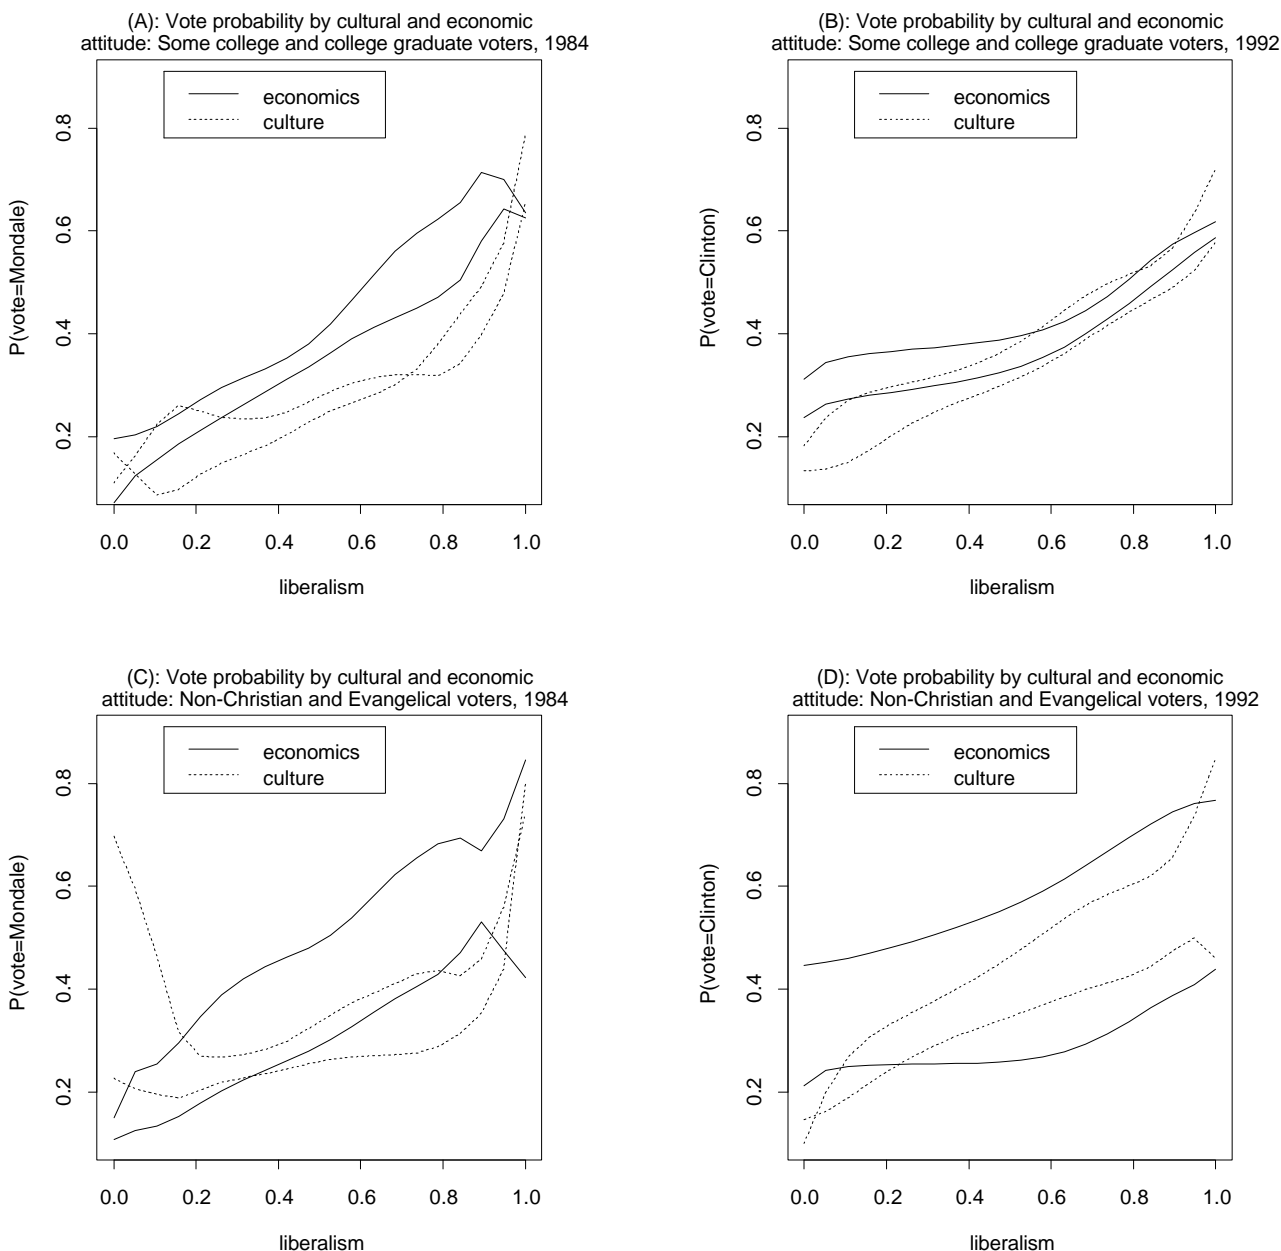 (A): Vote probability by cultural and economic
attitude: Some college and college graduate voters, 1984
economics
culture
P(vote=Mondale)
0.2
0.4
0.6
0.8
0.0
0.2
0.4
0.6
0.8
1.0
liberalism
(B): Vote probability by cultural and economic
attitude: Some college and college graduate voters, 1992
economics
culture
P(vote=Clinton)
0.2
0.4
0.6
0.8
0.0
0.2
0.4
0.6
0.8
1.0
liberalism
(C): Vote probability by cultural and economic
attitude: Non-Christian and Evangelical voters, 1984
economics
culture
P(vote=Mondale)
0.2
0.4
0.6
0.8
0.0
0.2
0.4
0.6
0.8
1.0
liberalism
(D): Vote probability by cultural and economic
attitude: Non-Christian and Evangelical voters, 1992
economics
culture
P(vote=Clinton)
0.2
0.4
0.6
0.8
0.0
0.2
0.4
0.6
0.8
1.0
liberalism